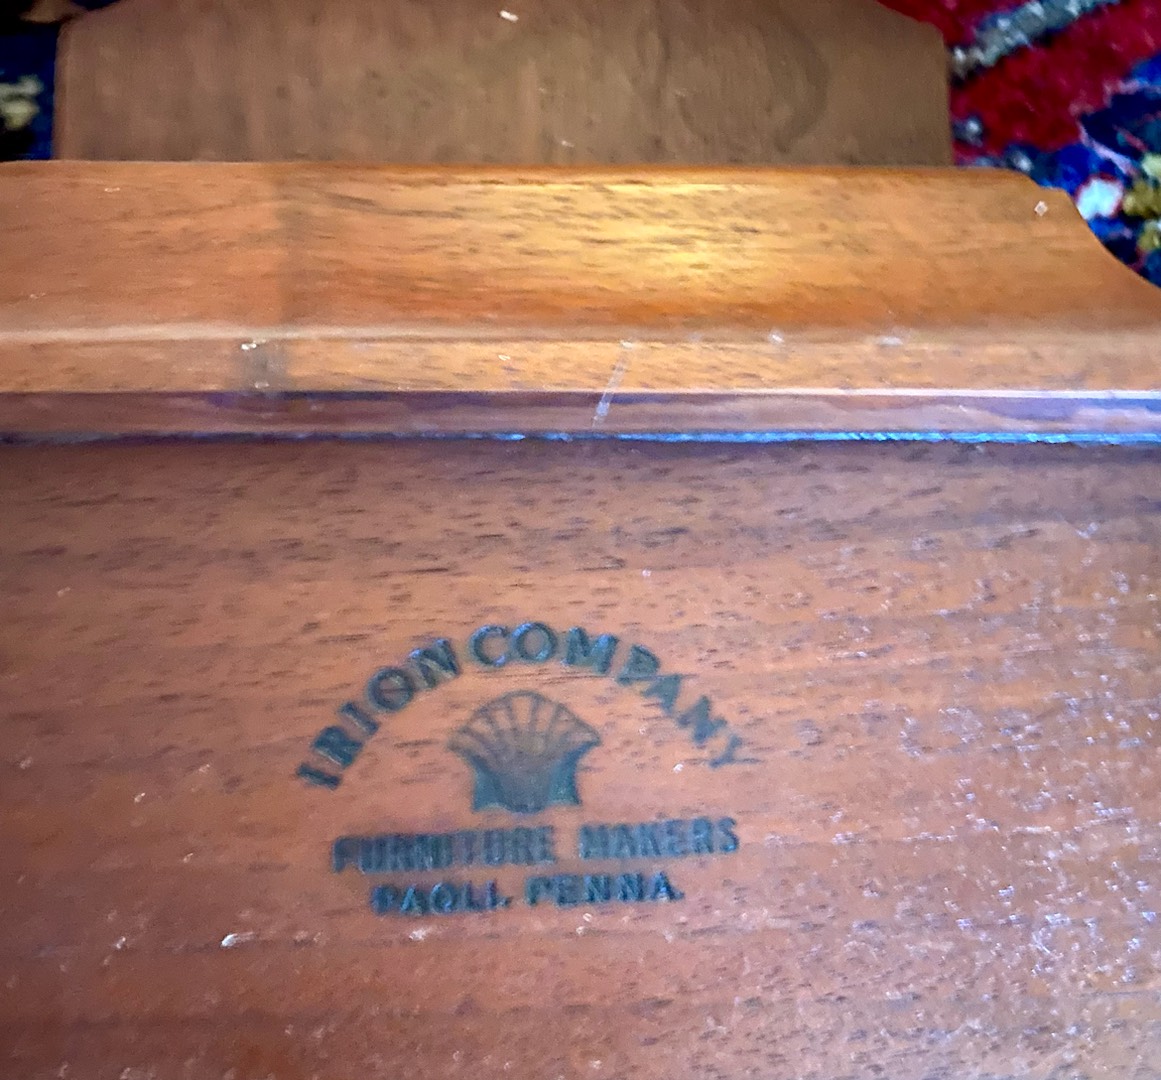 IRION COMPANY
FURNITURE MAKERS
PAOLI, PENNA.